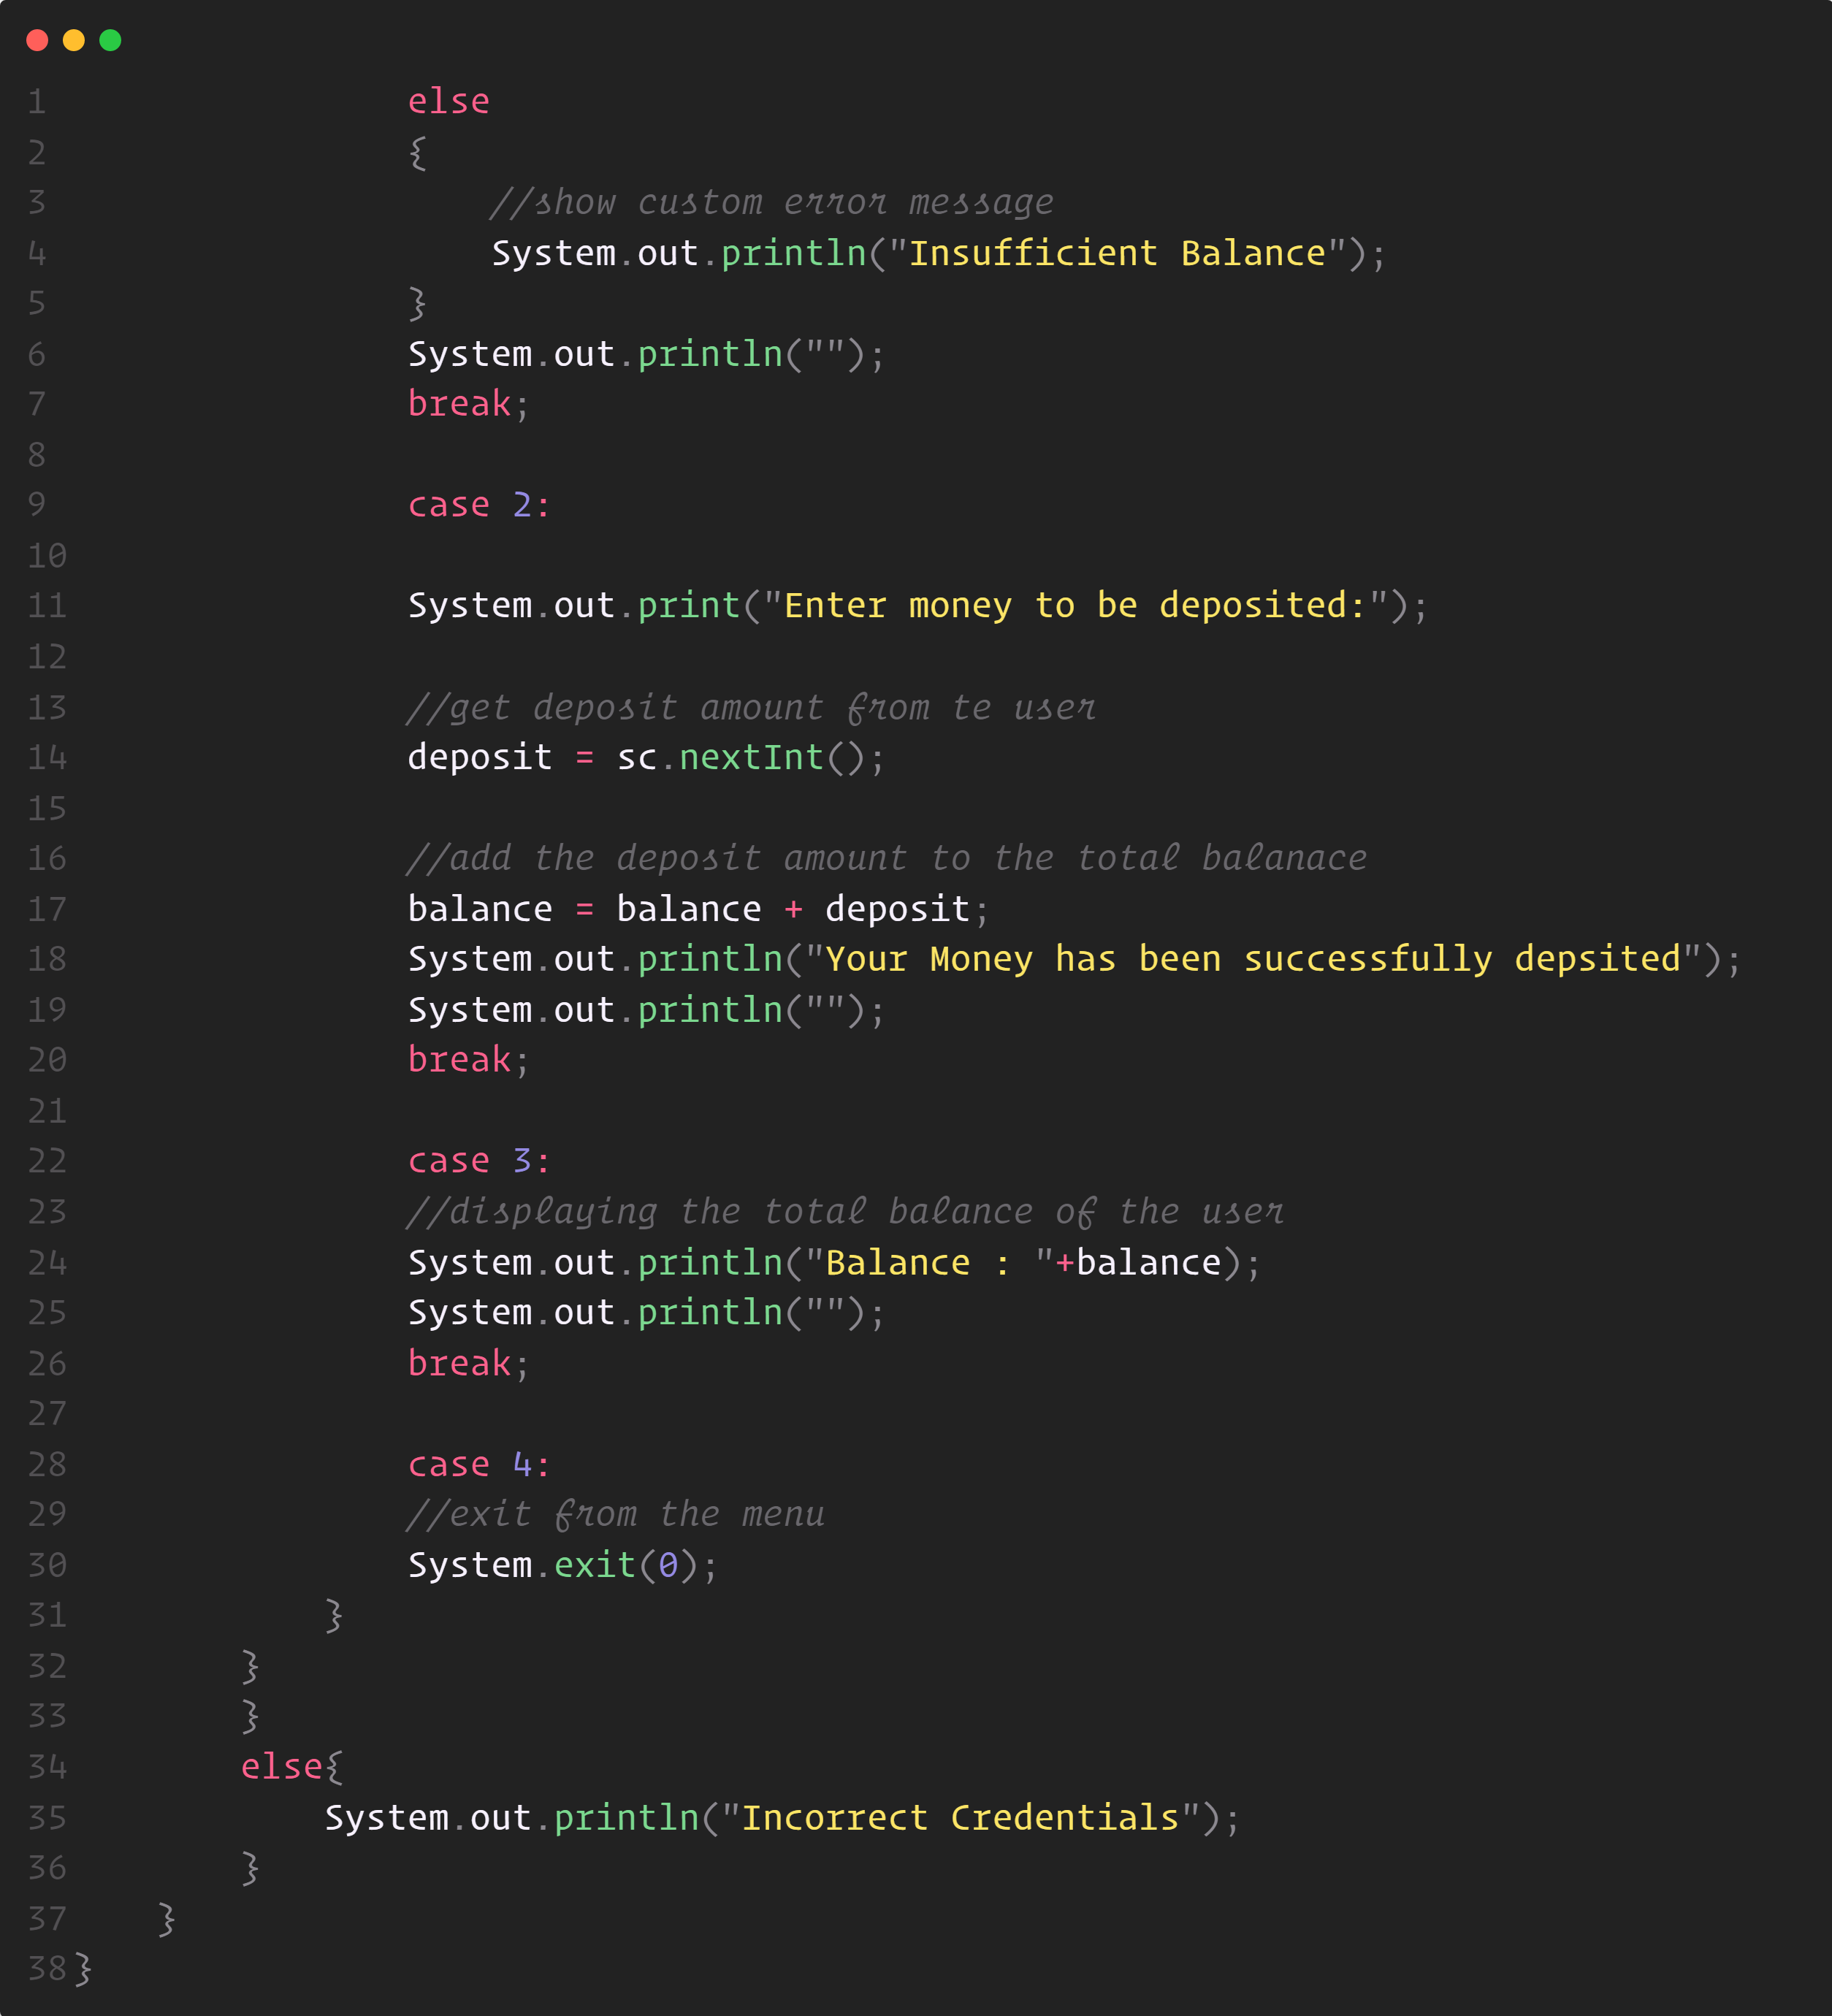 1                else
2                {
3                    //show custom error message
4                    System.out.println("Insufficient Balance");
5                }
6                System.out.println("");
7                break;
8
9                case 2:
10
11                System.out.print("Enter money to be deposited:");
12
13                //get deposit amount from te user
14                deposit = sc.nextInt();
15
16                //add the deposit amount to the total balanace
17                balance = balance + deposit;
18                System.out.println("Your Money has been successfully depsited");
19                System.out.println("");
20                break;
21
22                case 3:
23                //displaying the total balance of the user
24                System.out.println("Balance : "+balance);
25                System.out.println("");
26                break;
27
28                case 4:
29                //exit from the menu
30                System.exit(0);
31            }
32        }
33        }
34        else{
35            System.out.println("Incorrect Credentials");
36        }
37    }
38}